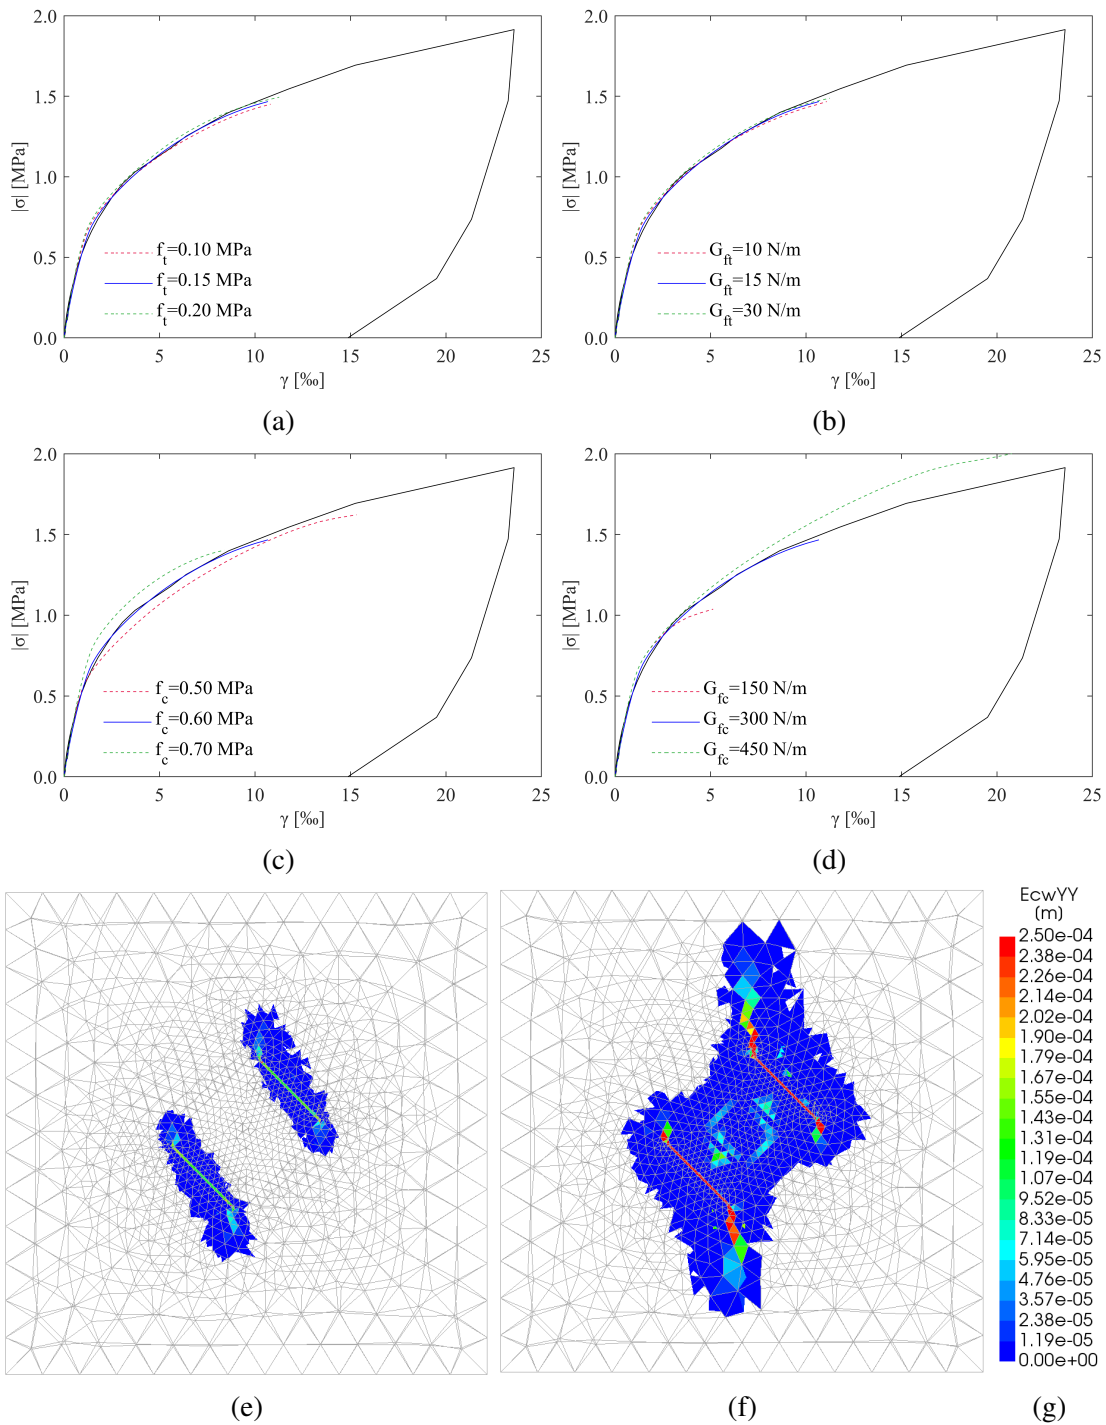 2.0
1.5
1.0
0.5
0.0
|σ| [MPa]
f_t=0.10 MPa
f_t=0.15 MPa
f_t=0.20 MPa
0 5 10 15 20 25
γ [‰]
(a)
2.0
1.5
1.0
0.5
0.0
|σ| [MPa]
G_ft=10 N/m
G_ft=15 N/m
G_ft=30 N/m
0 5 10 15 20 25
γ [‰]
(b)
2.0
1.5
1.0
0.5
0.0
|σ| [MPa]
f_c=0.50 MPa
f_c=0.60 MPa
f_c=0.70 MPa
0 5 10 15 20 25
γ [‰]
(c)
2.0
1.5
1.0
0.5
0.0
|σ| [MPa]
G_fc=150 N/m
G_fc=300 N/m
G_fc=450 N/m
0 5 10 15 20 25
γ [‰]
(d)
(e)
(f)
EcwYY
(m)
2.50e-04
2.38e-04
2.26e-04
2.14e-04
2.02e-04
1.90e-04
1.79e-04
1.67e-04
1.55e-04
1.43e-04
1.31e-04
1.19e-04
1.07e-04
9.52e-05
8.33e-05
7.14e-05
5.95e-05
4.76e-05
3.57e-05
2.38e-05
1.19e-05
0.00e+00
(g)